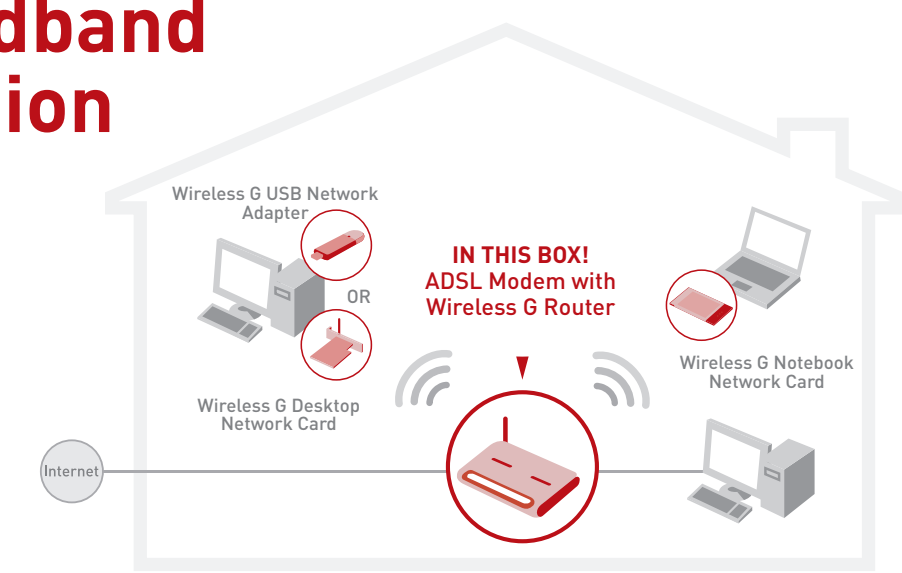 dband
ion
Wireless G USB Network
Adapter
OR
Wireless G Desktop
Network Card
IN THIS BOX!
ADSL Modem with
Wireless G Router
Wireless G Notebook
Network Card
Internet